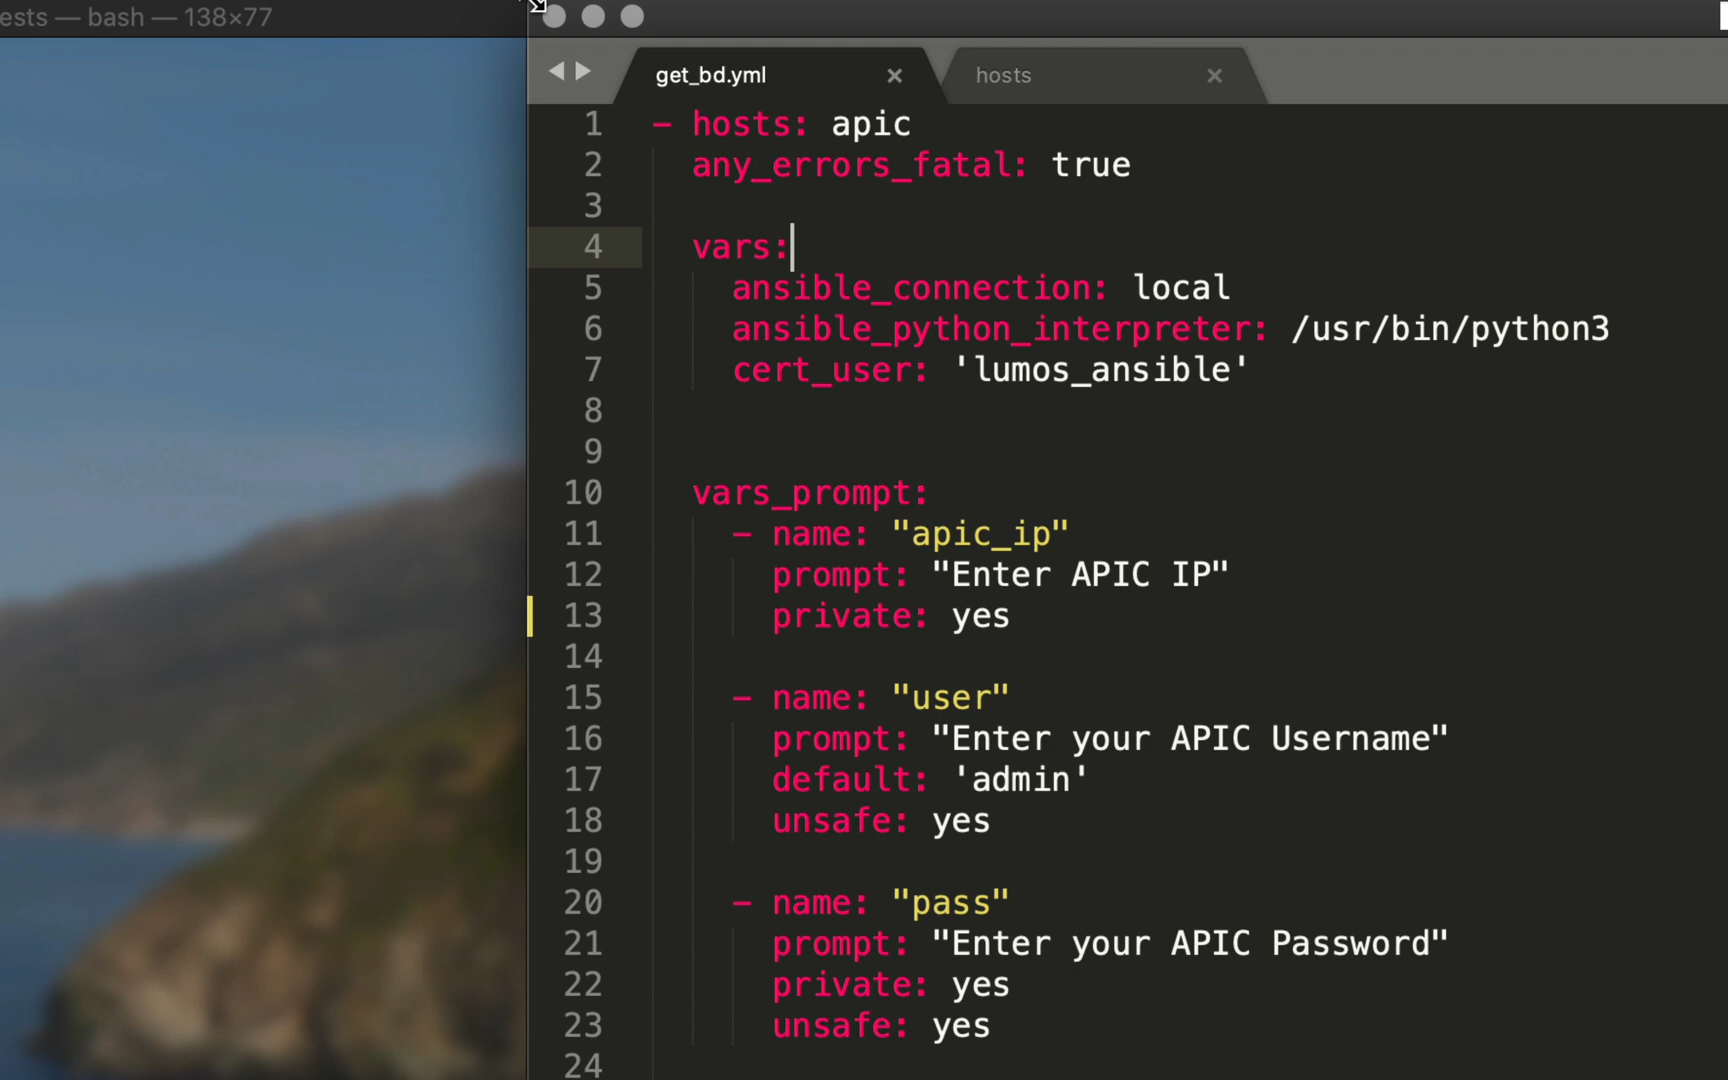 ests — bash — 138×77
get_bd.yml
hosts
1 - hosts: apic
2 any_errors_fatal: true
3
4 vars:
5 ansible_connection: local
6 ansible_python_interpreter: /usr/bin/python3
7 cert_user: 'lumos_ansible'
8
9
10 vars_prompt:
11 - name: "apic_ip"
12 prompt: "Enter APIC IP"
13 private: yes
14
15 - name: "user"
16 prompt: "Enter your APIC Username"
17 default: 'admin'
18 unsafe: yes
19
20 - name: "pass"
21 prompt: "Enter your APIC Password"
22 private: yes
23 unsafe: yes
24